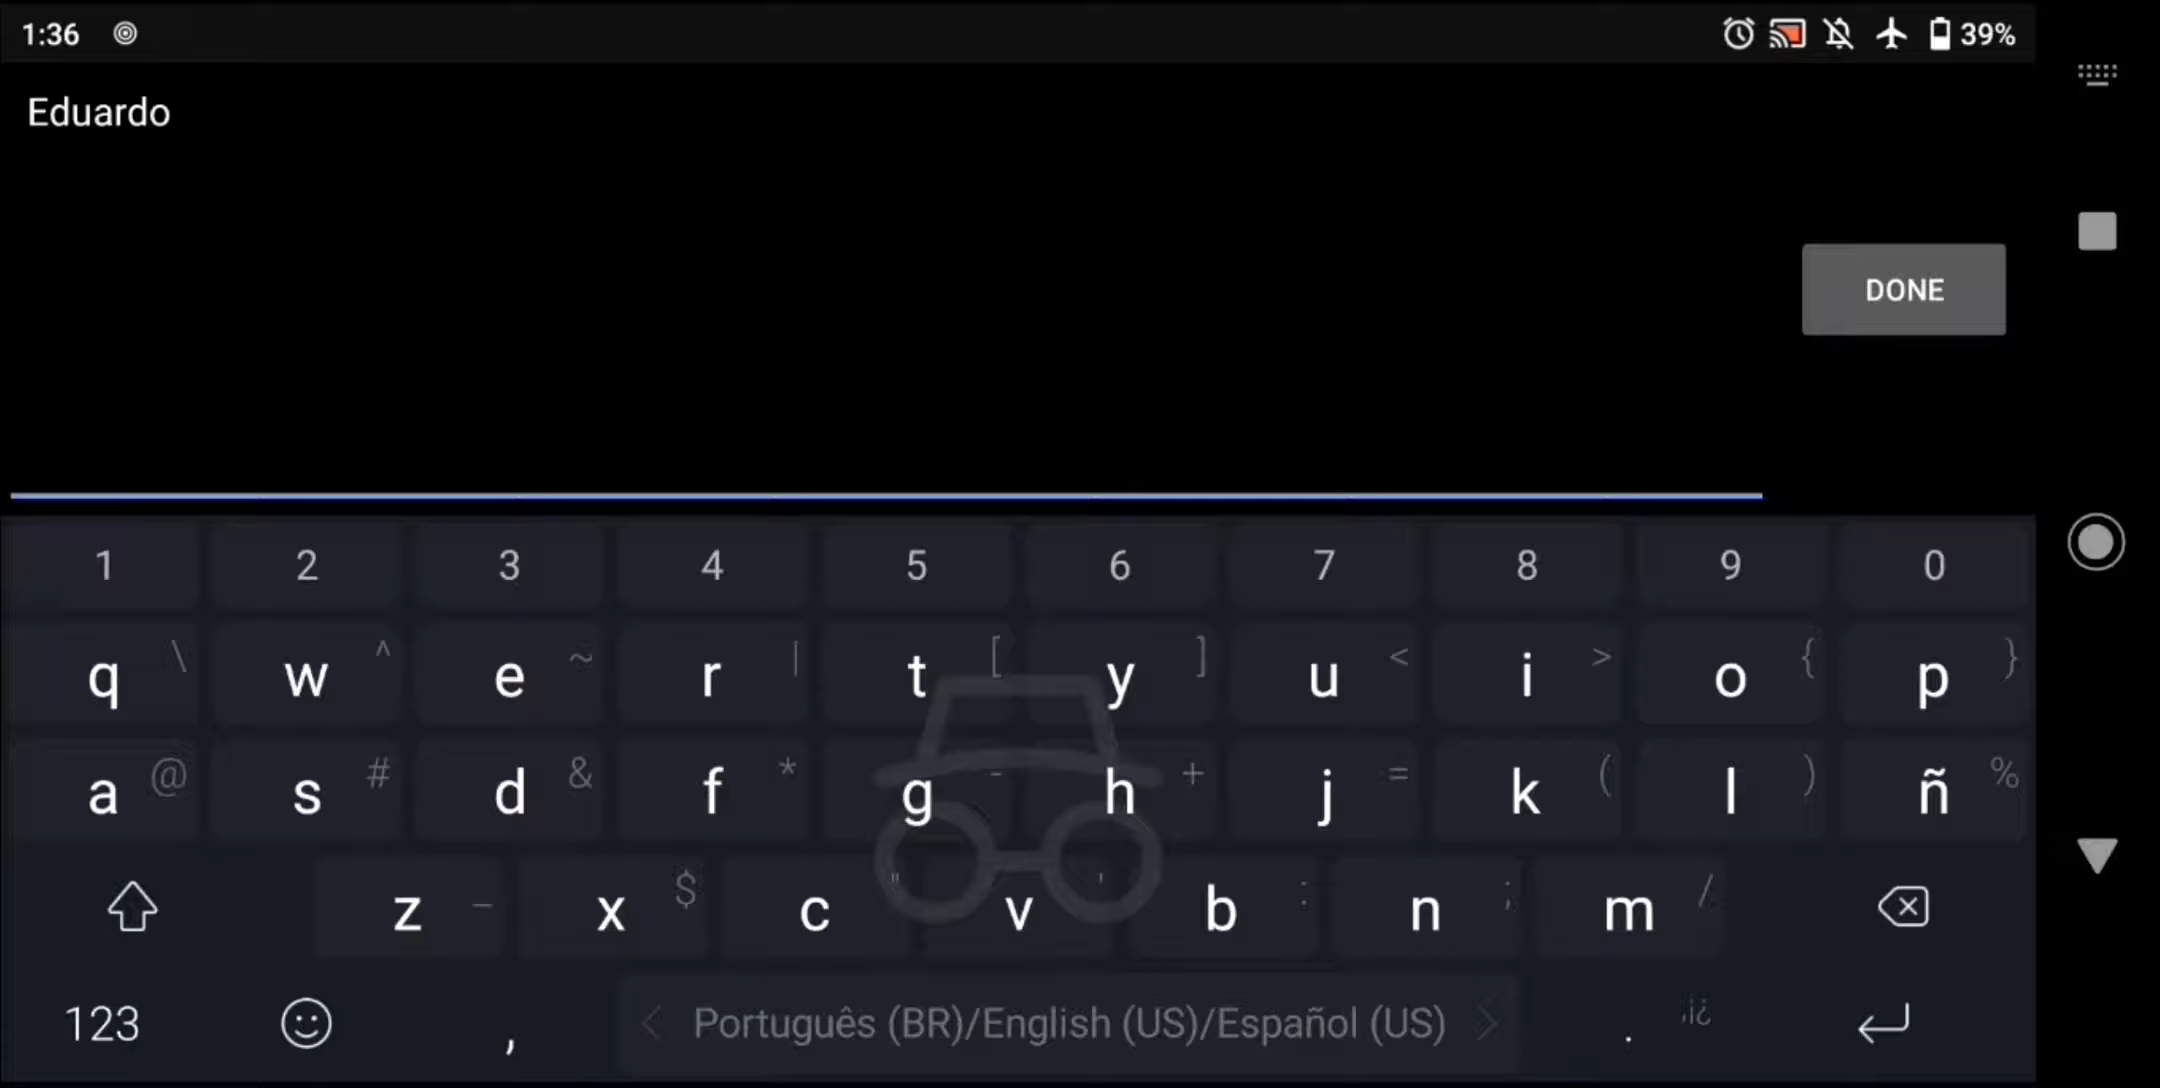 1:36 39%
Eduardo
DONE
1 2 3 4 5 6 7 8 9 0
q \ w ^ e ~ r | t [ y ] u < i > o { p }
a @ s # d & f * g - h + j = k ( l ) ñ %
z _ x $ c " v ' b : n ; m /
123 , < Português (BR)/English (US)/Español (US) > . ,¡¿